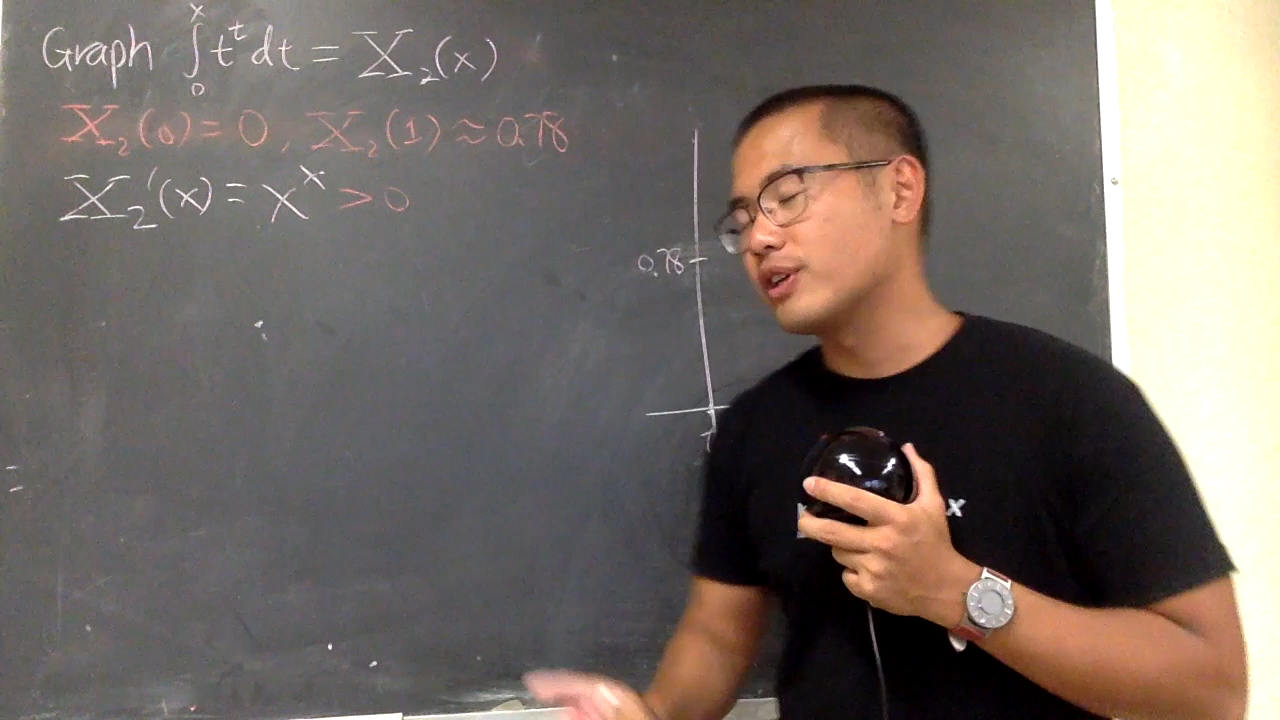 Graph ∫₀ˣ tᵗ dt = X₂(x)
X₂(0) = 0, X₂(1) ≈ 0.78
X₂'(x) = xˣ > 0
0.78
x